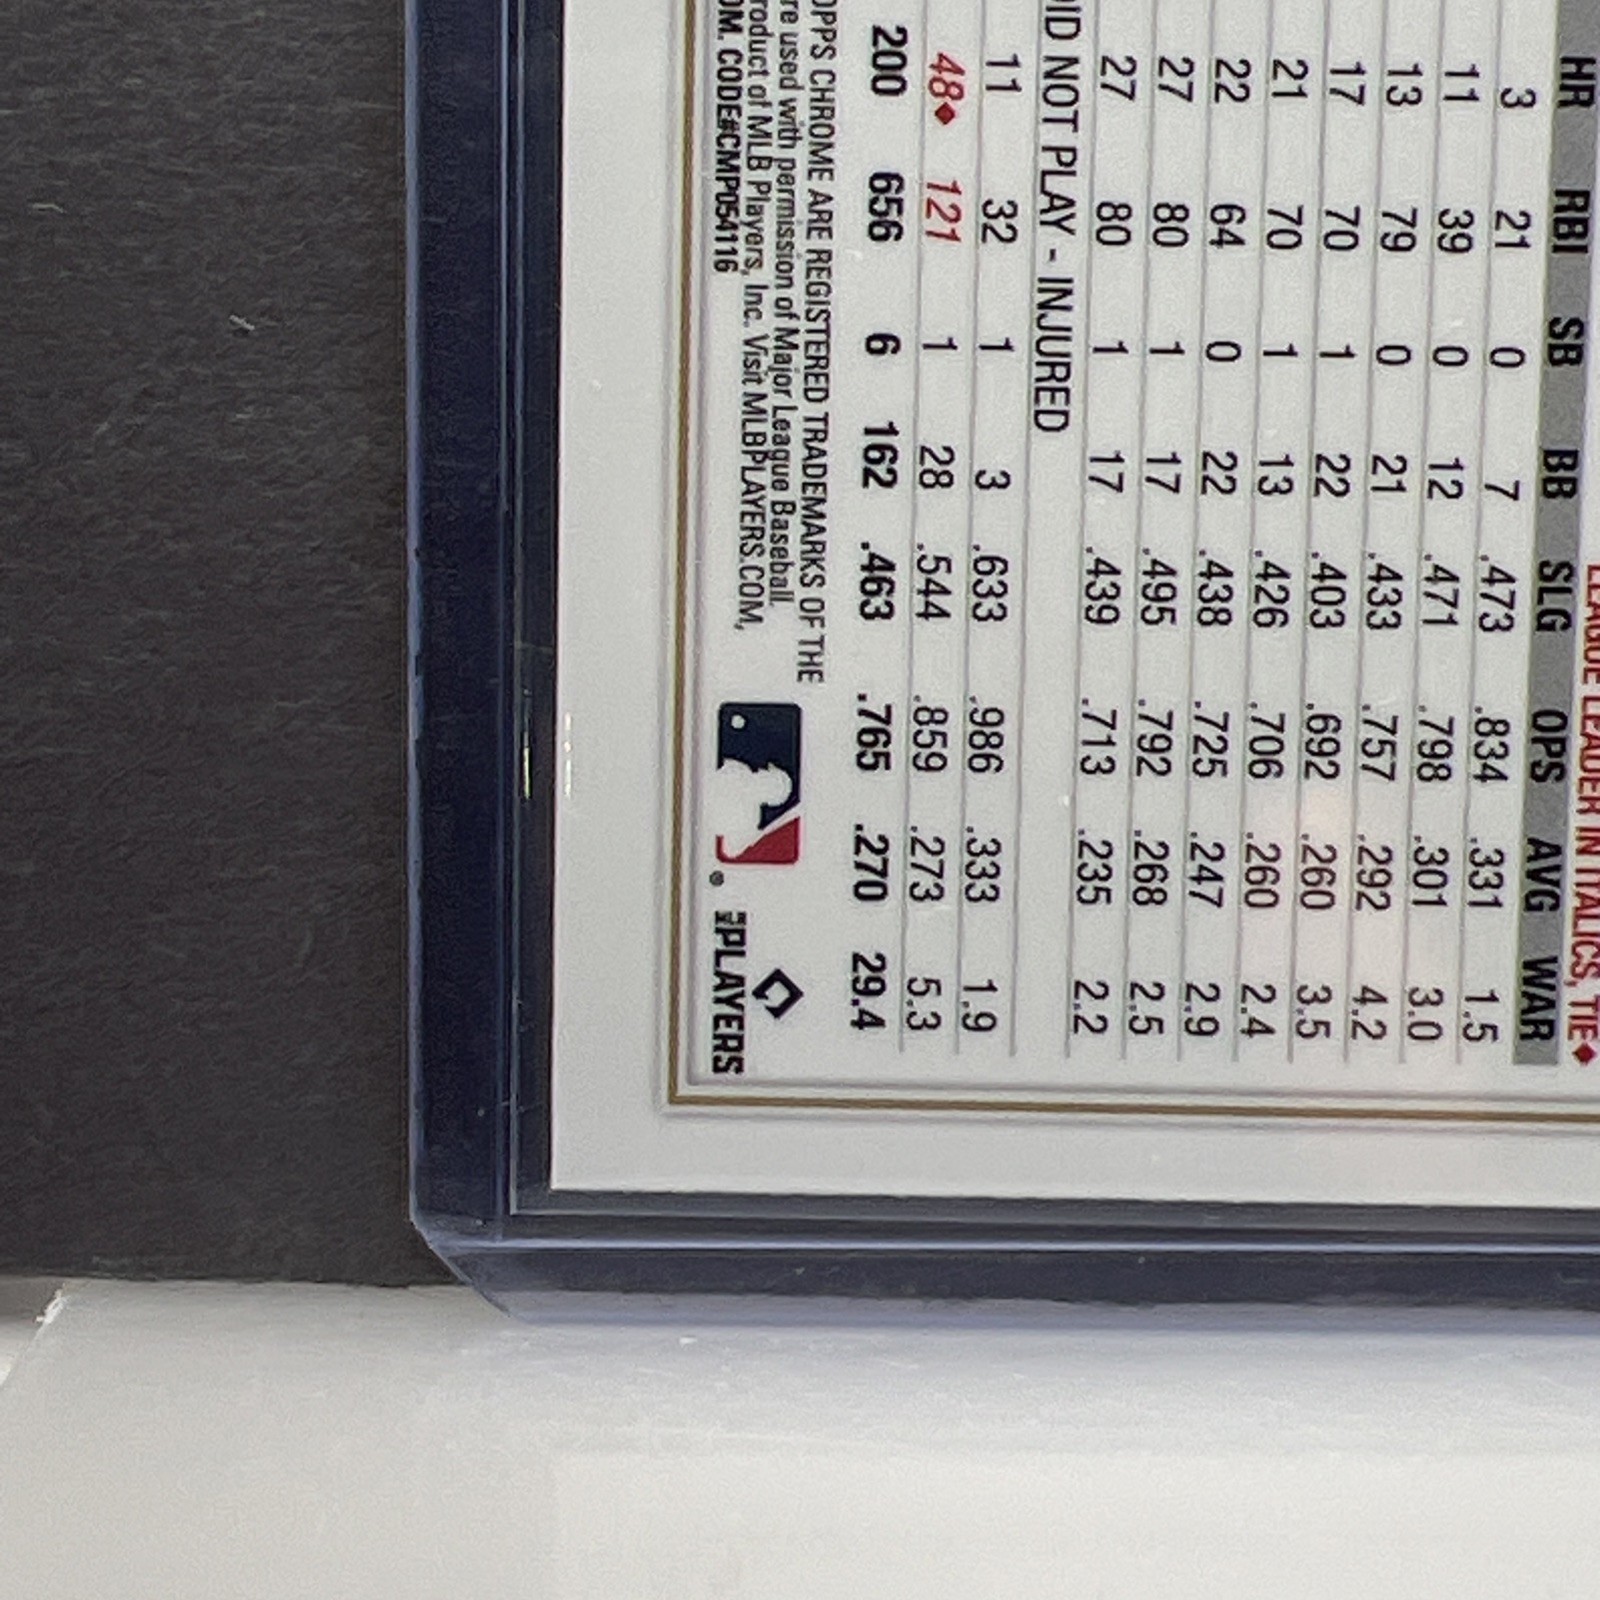 LEAGUE LEADER IN ITALICS, TIE◆
HR RBI SB BB SLG OPS AVG WAR
3 21 0 7 .473 .834 .331 1.5
11 39 0 12 .471 .798 .301 3.0
13 79 0 21 .433 .757 .292 4.2
17 70 1 22 .403 .692 .260 3.5
21 70 1 13 .426 .706 .260 2.4
22 64 0 22 .438 .725 .247 2.9
27 80 1 17 .495 .792 .268 2.5
27 80 1 17 .439 .713 .235 2.2
DID NOT PLAY - INJURED
11 32 1 3 .633 .986 .333 1.9
48◆ 121 1 28 .544 .859 .273 5.3
200 656 6 162 .463 .765 .270 29.4
OPPS CHROME ARE REGISTERED TRADEMARKS OF THE
re used with permission of Major League Baseball.
roduct of MLB Players, Inc. Visit MLBPLAYERS.COM,
OM. CODE#CMP054116
® THE PLAYERS